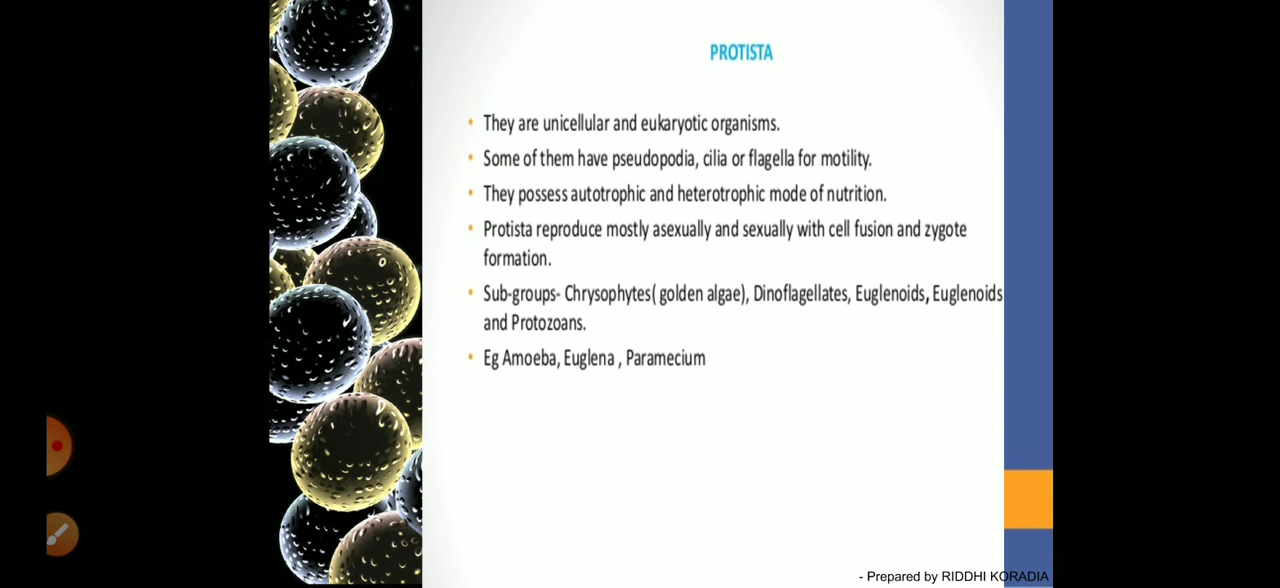 PROTISTA
• They are unicellular and eukaryotic organisms.
• Some of them have pseudopodia, cilia or flagella for motility.
• They possess autotrophic and heterotrophic mode of nutrition.
• Protista reproduce mostly asexually and sexually with cell fusion and zygote
formation.
• Sub-groups- Chrysophytes( golden algae), Dinoflagellates, Euglenoids, Euglenoids
and Protozoans.
• Eg Amoeba, Euglena , Paramecium
- Prepared by RIDDHI KORADIA